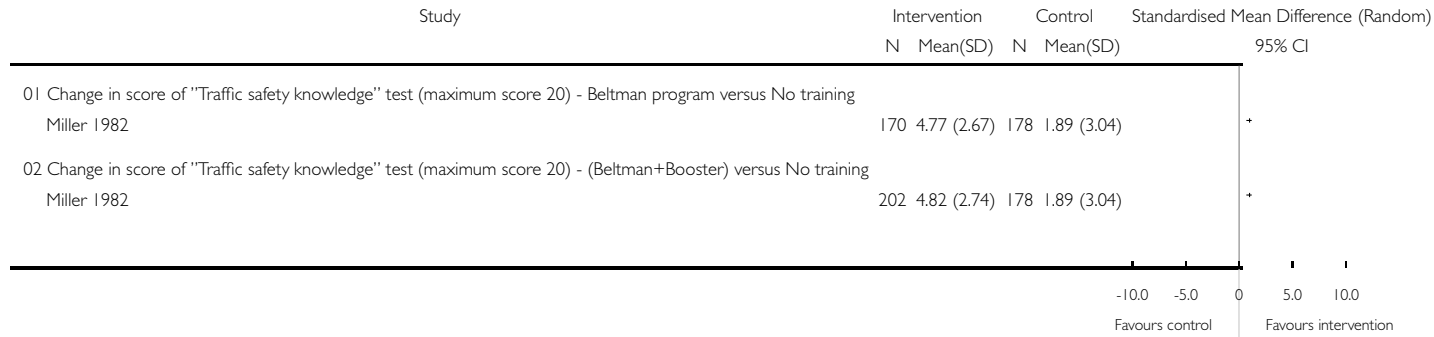 Study Intervention Control Standardised Mean Difference (Random)
N Mean(SD) N Mean(SD) 95% CI
01 Change in score of "Traffic safety knowledge" test (maximum score 20) - Beltman program versus No training
Miller 1982 170 4.77 (2.67) 178 1.89 (3.04)
02 Change in score of "Traffic safety knowledge" test (maximum score 20) - (Beltman+Booster) versus No training
Miller 1982 202 4.82 (2.74) 178 1.89 (3.04)
-10.0 -5.0 0 5.0 10.0
Favours control Favours intervention